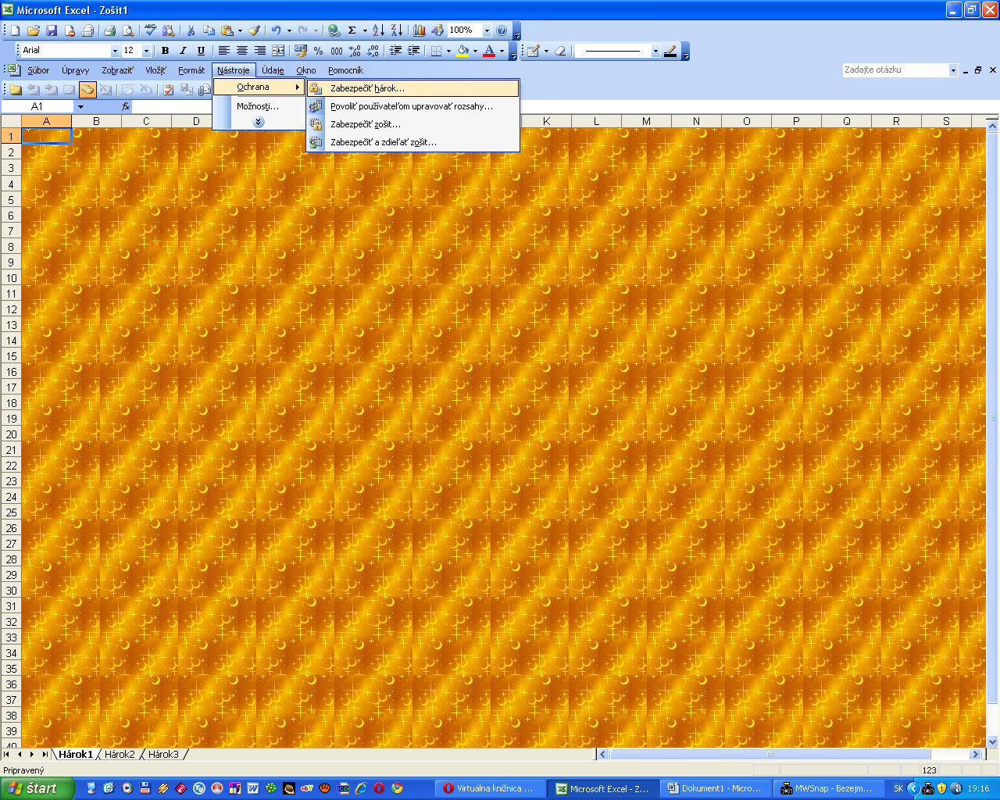 Microsoft Excel - Zošit1
100%
Arial 12 B I U % 000
Súbor Úpravy Zobraziť Vložiť Formát Nástroje Údaje Okno Pomocník Zadajte otázku
A1 fx
Ochrana
Možnosti...
Zabezpečiť hárok...
Povoliť používateľom upravovať rozsahy...
Zabezpečiť zošit...
Zabezpečiť a zdieľať zošit...
A B C D K L M N O P Q R S
1
2
3
4
5
6
7
8
9
10
11
12
13
14
15
16
17
18
19
20
21
22
23
24
25
26
27
28
29
30
31
32
33
34
35
36
37
38
39
40
Hárok1 Hárok2 Hárok3
Pripravený 123
štart Virtuálna knižnica ... Microsoft Excel - Zo... Dokument1 - Micro... MWSnap - Bezejm... SK 19:16